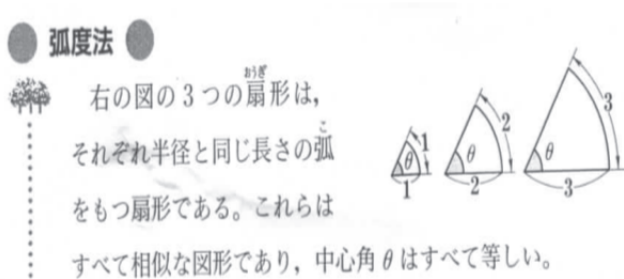 弧度法
右の図の3つの扇形は,
おうぎ
それぞれ半径と同じ長さの弧
こ
をもつ扇形である。これらは
すべて相似な図形であり, 中心角θはすべて等しい。
θ 1 1
θ 2 2
θ 3 3